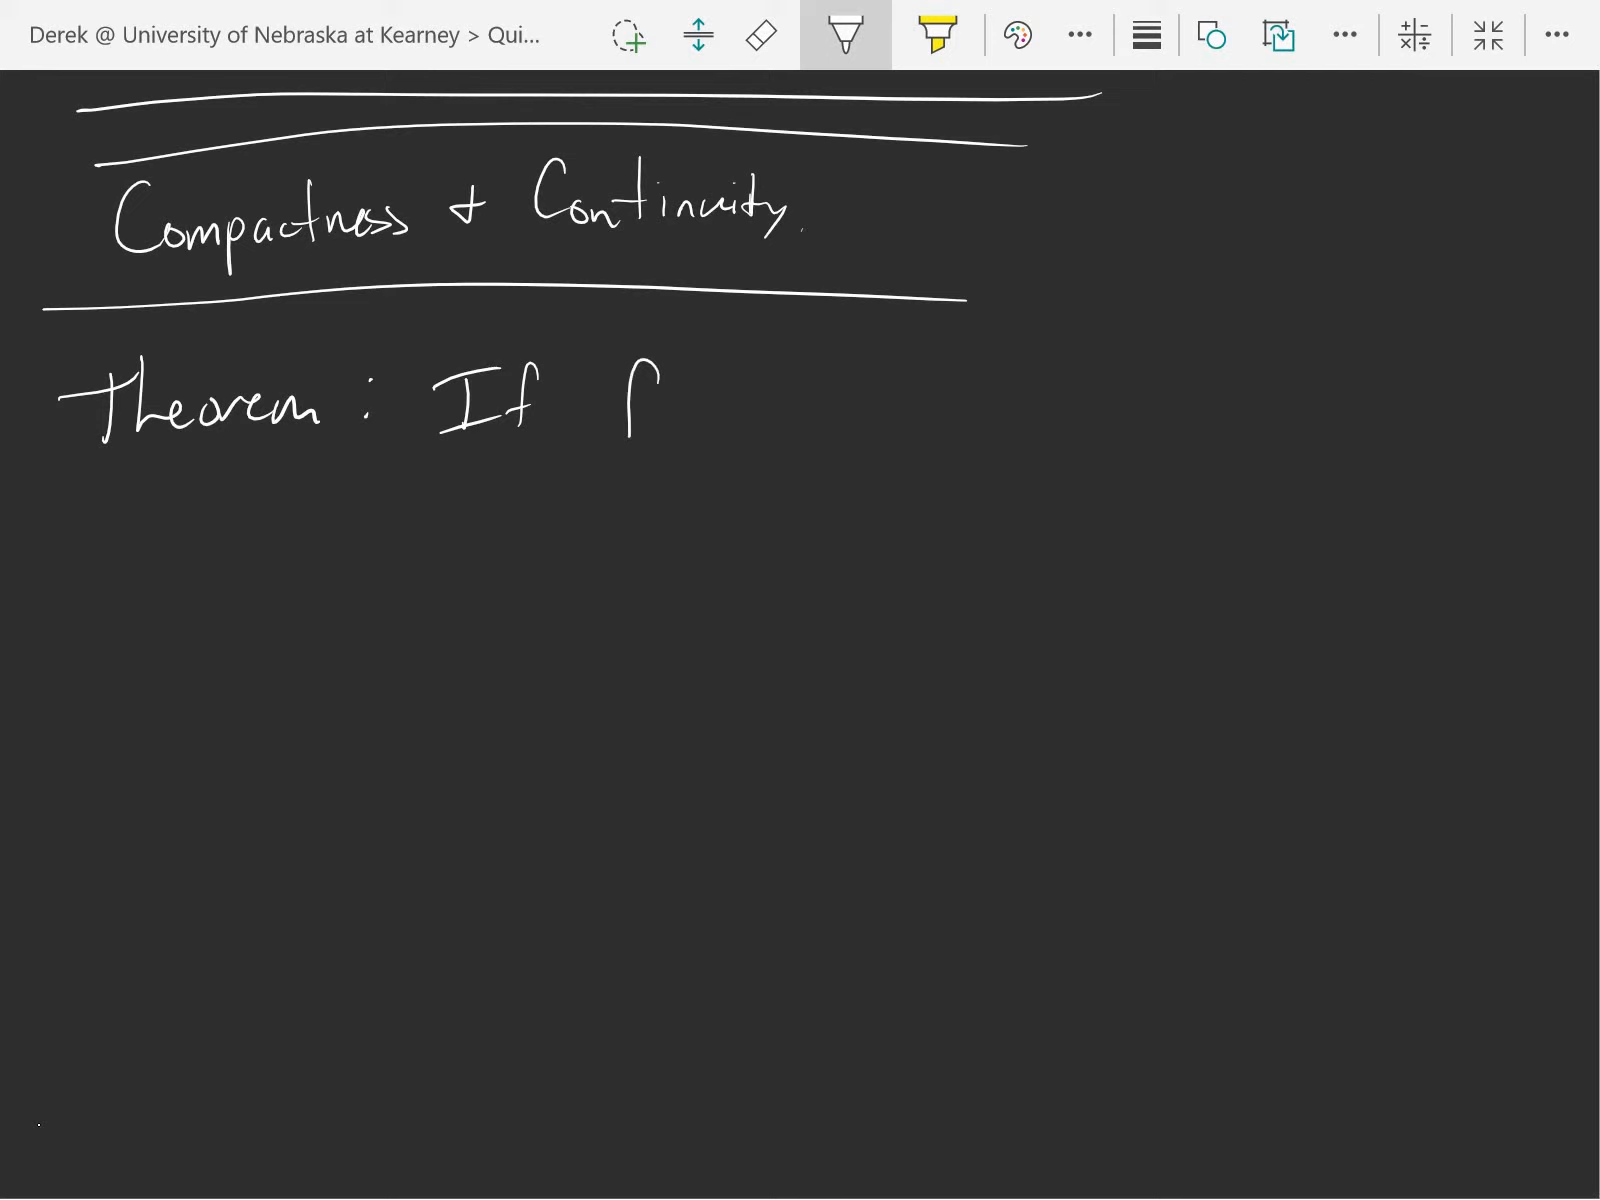 Derek @ University of Nebraska at Kearney > Qui...
Compactness & Continuity.
Theorem: If